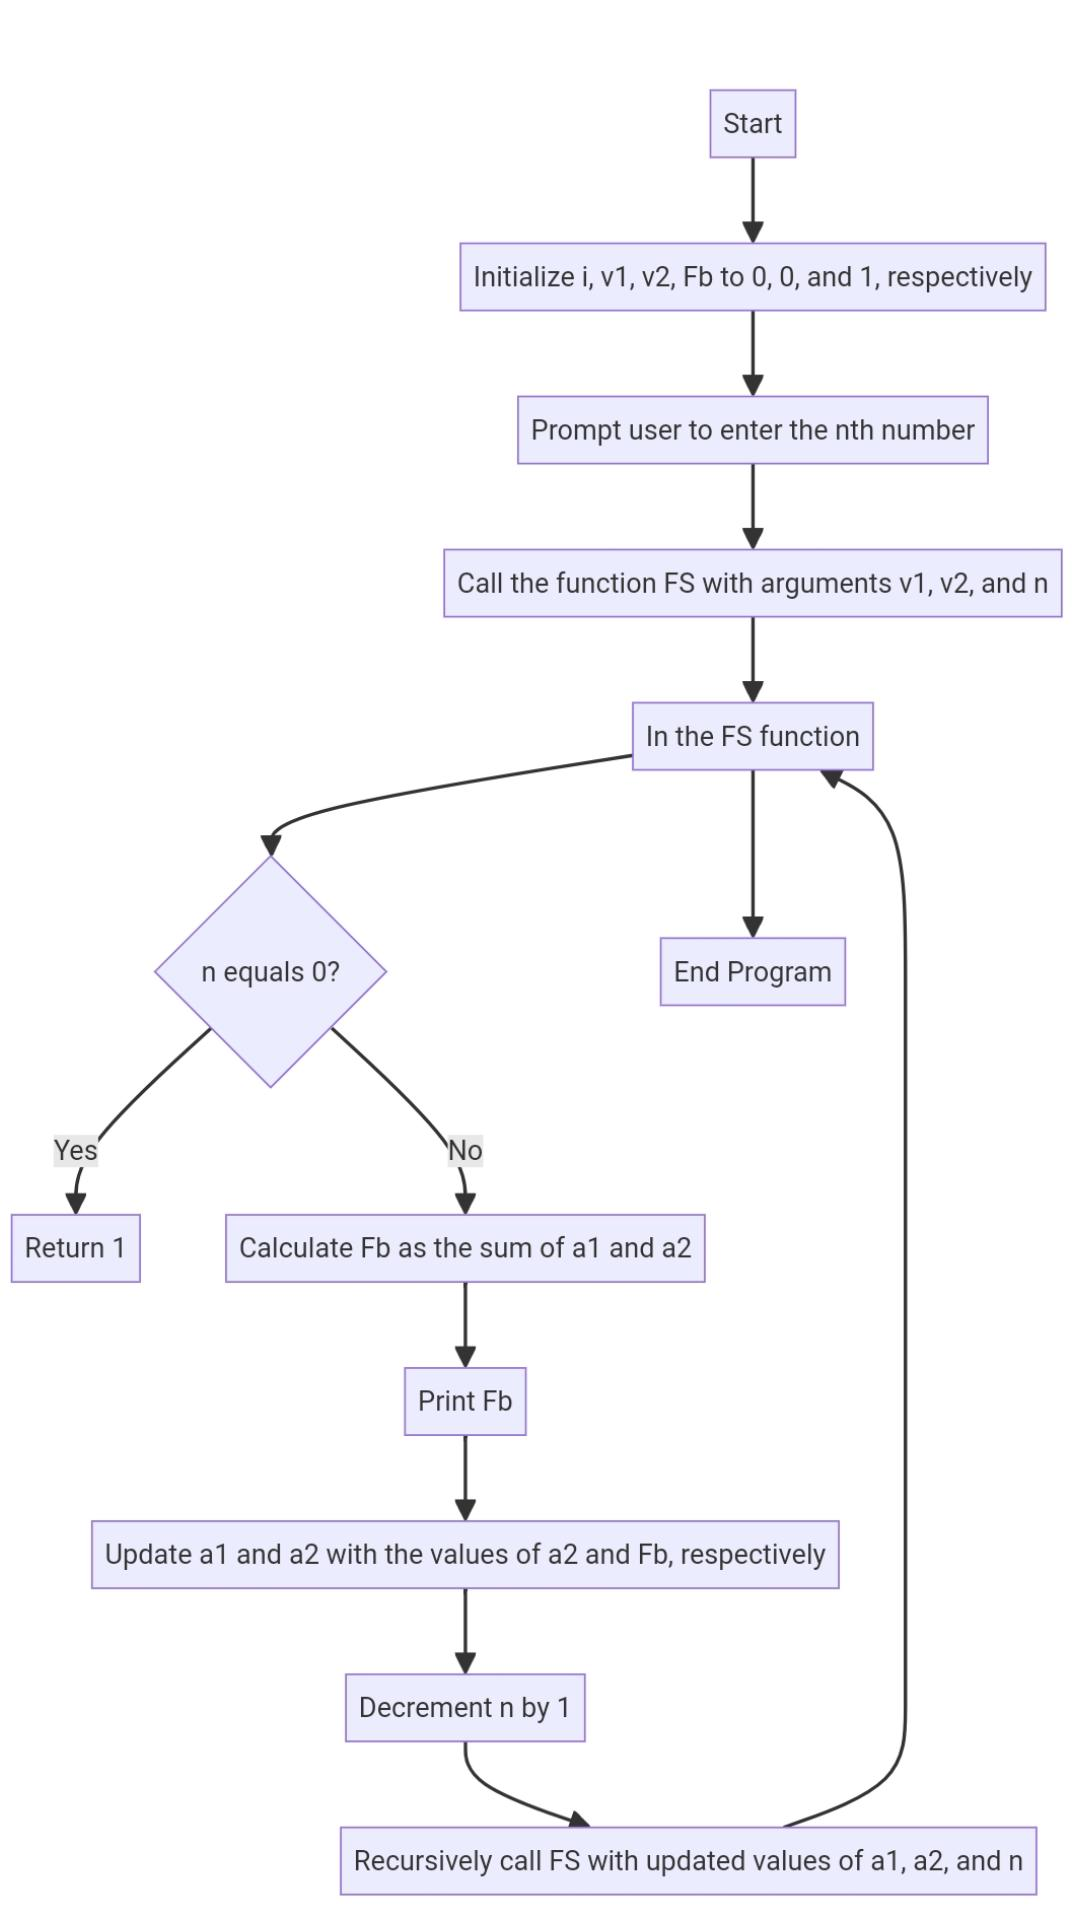 Start
Initialize i, v1, v2, Fb to 0, 0, and 1, respectively
Prompt user to enter the nth number
Call the function FS with arguments v1, v2, and n
In the FS function
n equals 0?
End Program
Yes
No
Return 1
Calculate Fb as the sum of a1 and a2
Print Fb
Update a1 and a2 with the values of a2 and Fb, respectively
Decrement n by 1
Recursively call FS with updated values of a1, a2, and n